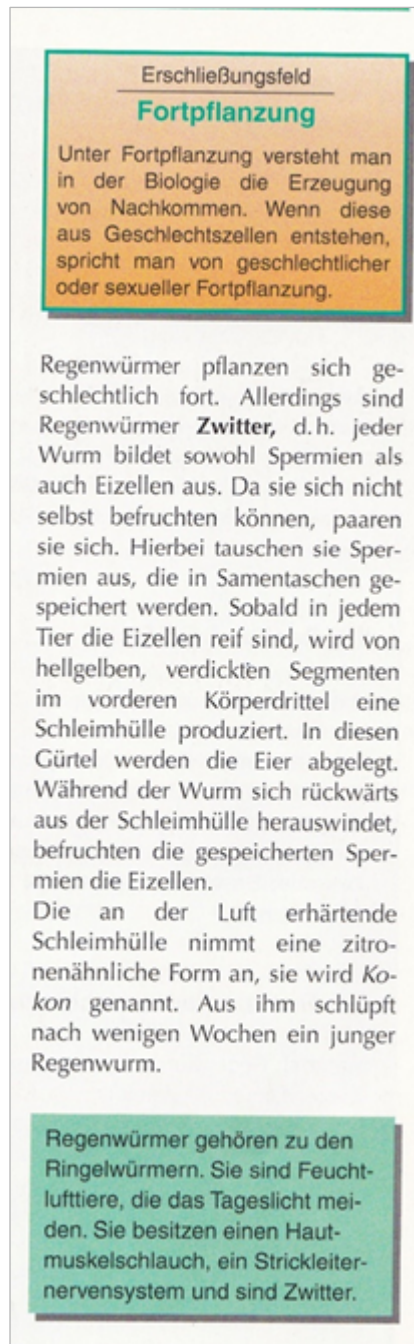 Erschließungsfeld
Fortpflanzung
Unter Fortpflanzung versteht man
in der Biologie die Erzeugung
von Nachkommen. Wenn diese
aus Geschlechtszellen entstehen,
spricht man von geschlechtlicher
oder sexueller Fortpflanzung.
Regenwürmer pflanzen sich ge-
schlechtlich fort. Allerdings sind
Regenwürmer Zwitter, d. h. jeder
Wurm bildet sowohl Spermien als
auch Eizellen aus. Da sie sich nicht
selbst befruchten können, paaren
sie sich. Hierbei tauschen sie Sper-
mien aus, die in Samentaschen ge-
speichert werden. Sobald in jedem
Tier die Eizellen reif sind, wird von
hellgelben, verdickten Segmenten
im vorderen Körperdrittel eine
Schleimhülle produziert. In diesen
Gürtel werden die Eier abgelegt.
Während der Wurm sich rückwärts
aus der Schleimhülle herauswindet,
befruchten die gespeicherten Sper-
mien die Eizellen.
Die an der Luft erhärtende
Schleimhülle nimmt eine zitro-
nenähnliche Form an, sie wird Ko-
kon genannt. Aus ihm schlüpft
nach wenigen Wochen ein junger
Regenwurm.
Regenwürmer gehören zu den
Ringelwürmern. Sie sind Feucht-
lufttiere, die das Tageslicht mei-
den. Sie besitzen einen Haut-
muskelschlauch, ein Strickleiter-
nervensystem und sind Zwitter.